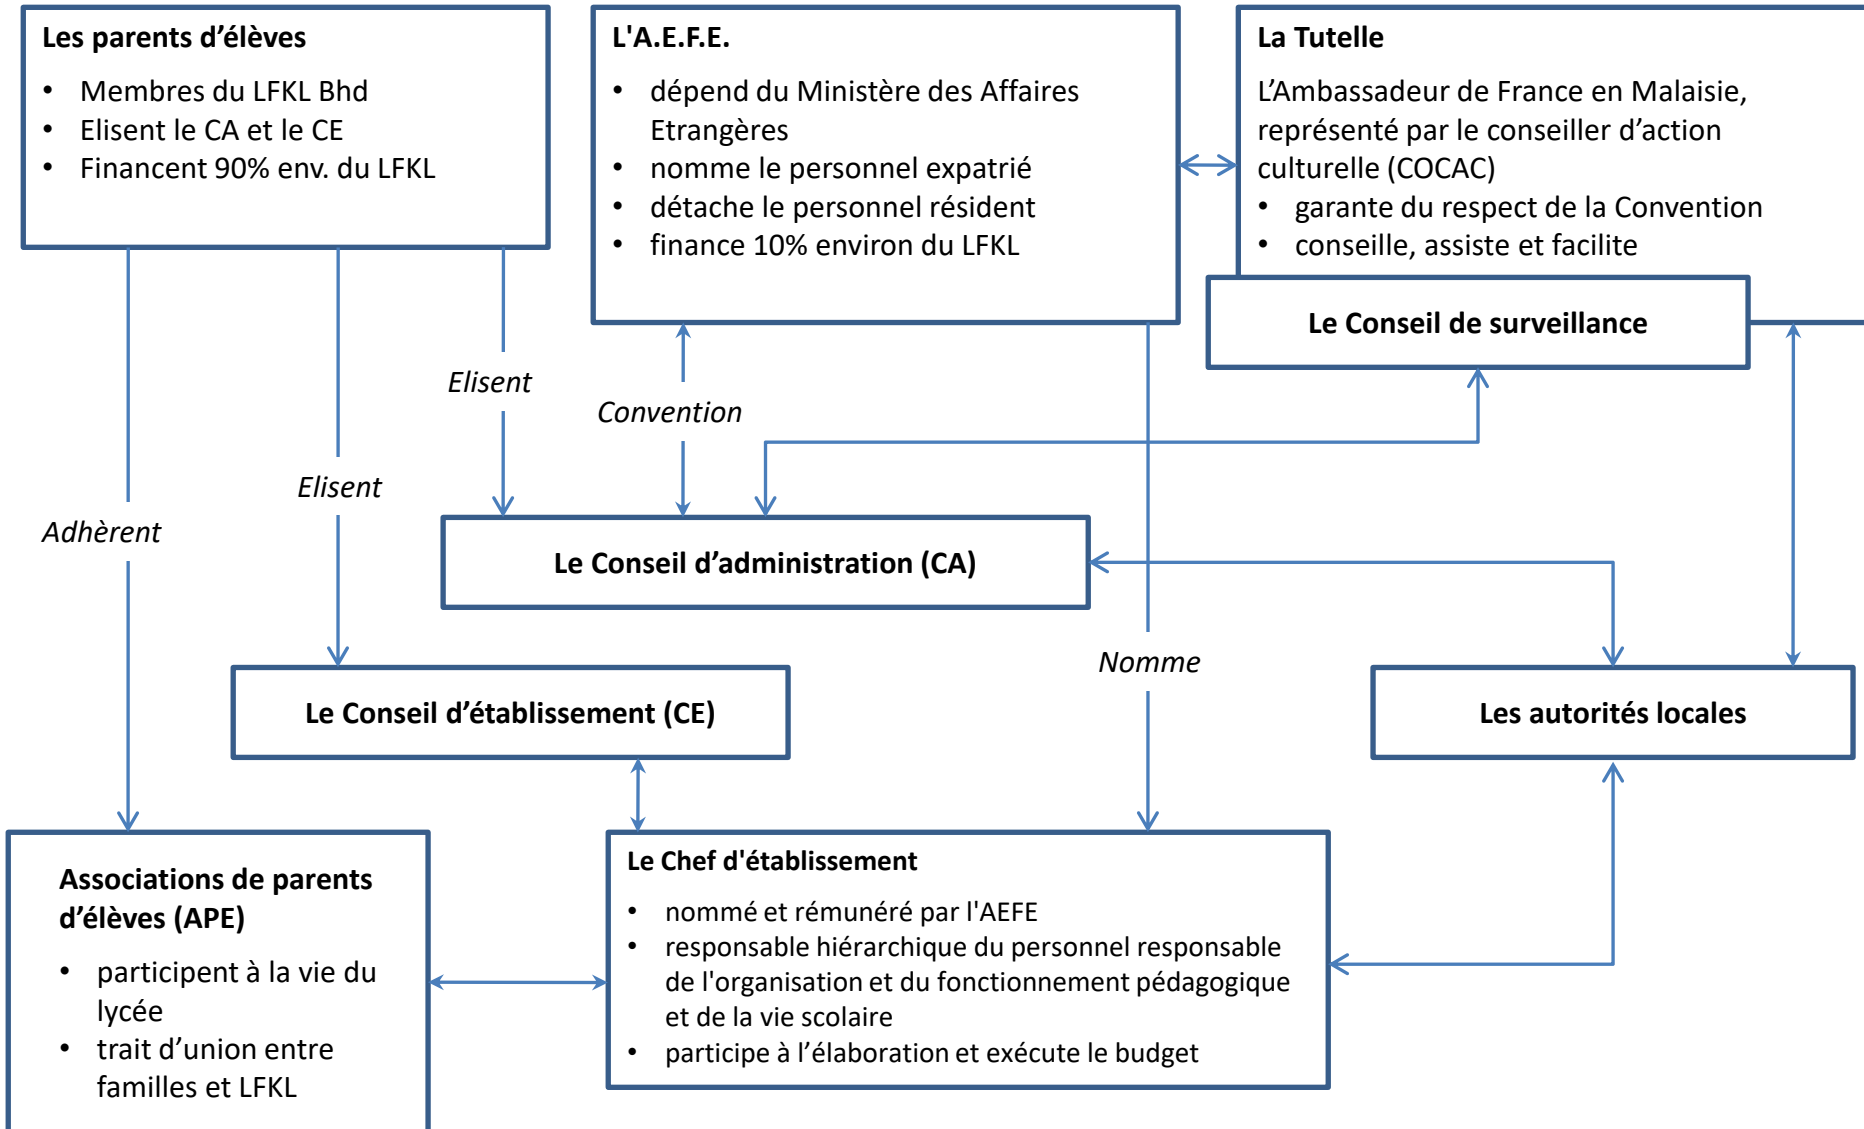 Les parents d’élèves
• Membres du LFKL Bhd
• Elisent le CA et le CE
• Financent 90% env. du LFKL
L'A.E.F.E.
• dépend du Ministère des Affaires
Etrangères
• nomme le personnel expatrié
• détache le personnel résident
• finance 10% environ du LFKL
La Tutelle
L’Ambassadeur de France en Malaisie,
représenté par le conseiller d’action
culturelle (COCAC)
• garante du respect de la Convention
• conseille, assiste et facilite
Le Conseil de surveillance
Elisent
Convention
Elisent
Adhèrent
Le Conseil d’administration (CA)
Nomme
Le Conseil d’établissement (CE)
Les autorités locales
Associations de parents
d’élèves (APE)
• participent à la vie du
lycée
• trait d’union entre
familles et LFKL
Le Chef d'établissement
• nommé et rémunéré par l'AEFE
• responsable hiérarchique du personnel responsable
de l'organisation et du fonctionnement pédagogique
et de la vie scolaire
• participe à l’élaboration et exécute le budget